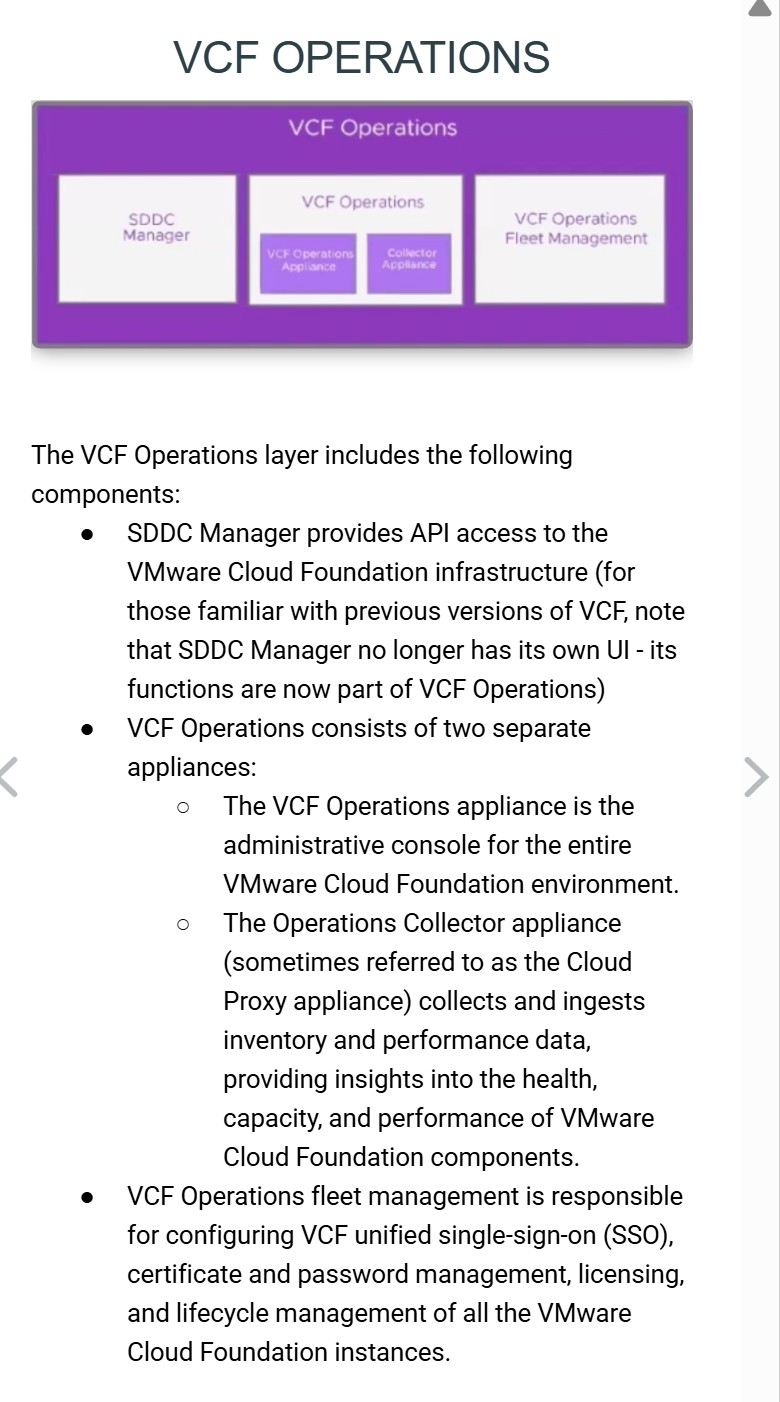 VCF OPERATIONS
VCF Operations
SDDC
Manager
VCF Operations
VCF Operations
Appliance
Collector
Appliance
VCF Operations
Fleet Management
The VCF Operations layer includes the following
components:
● SDDC Manager provides API access to the
VMware Cloud Foundation infrastructure (for
those familiar with previous versions of VCF, note
that SDDC Manager no longer has its own UI - its
functions are now part of VCF Operations)
● VCF Operations consists of two separate
appliances:
○ The VCF Operations appliance is the
administrative console for the entire
VMware Cloud Foundation environment.
○ The Operations Collector appliance
(sometimes referred to as the Cloud
Proxy appliance) collects and ingests
inventory and performance data,
providing insights into the health,
capacity, and performance of VMware
Cloud Foundation components.
● VCF Operations fleet management is responsible
for configuring VCF unified single-sign-on (SSO),
certificate and password management, licensing,
and lifecycle management of all the VMware
Cloud Foundation instances.